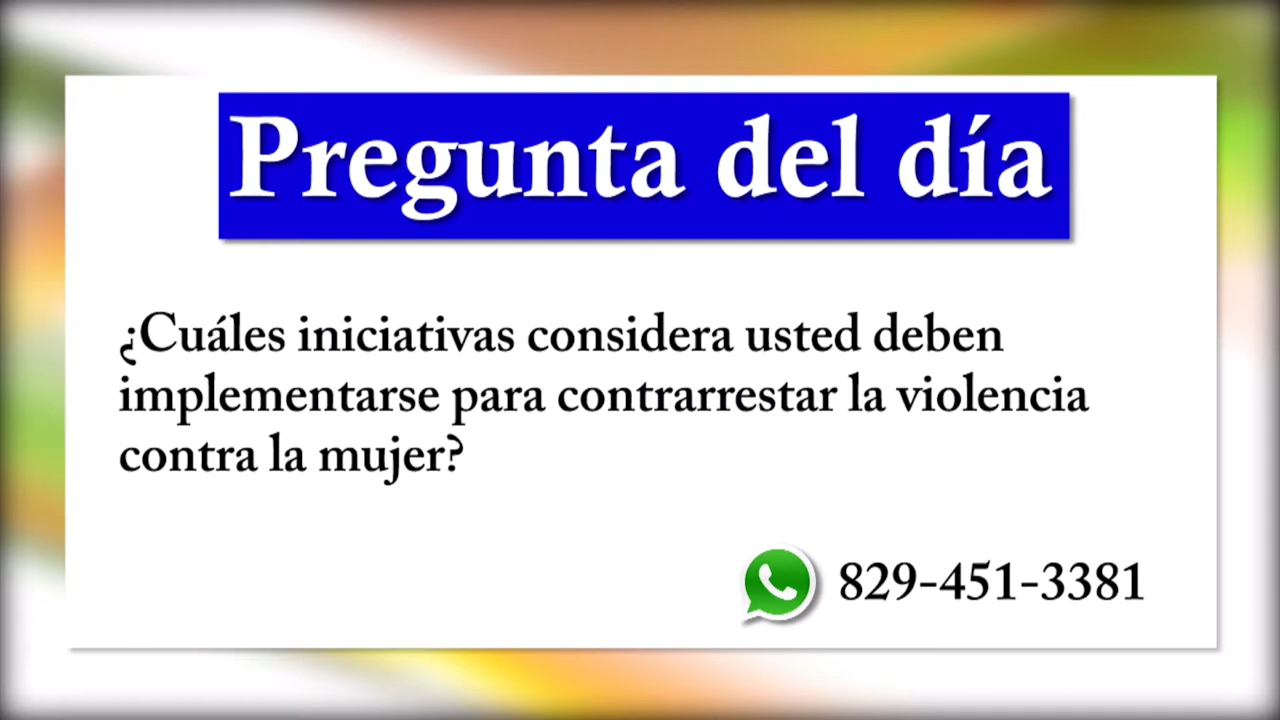 Pregunta del día
¿Cuáles iniciativas considera usted deben
implementarse para contrarrestar la violencia
contra la mujer?
829-451-3381